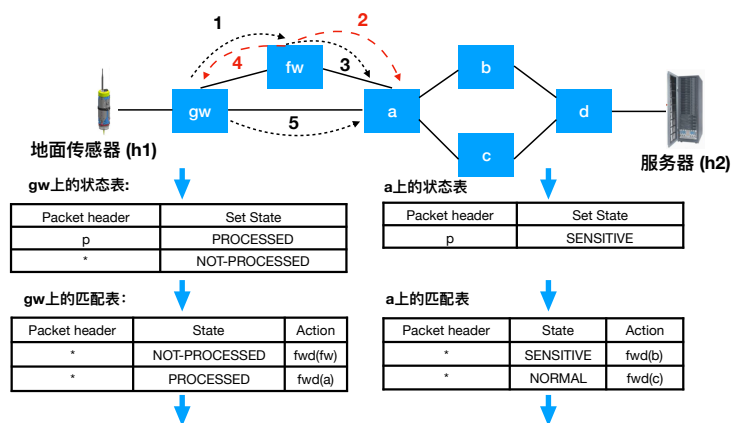 1
2
4
fw
3
b
gw
a
d
5
c
地面传感器 (h1)
服务器 (h2)
gw上的状态表:
Packet header Set State
p PROCESSED
* NOT-PROCESSED
a上的状态表
Packet header Set State
p SENSITIVE
gw上的匹配表:
Packet header State Action
* NOT-PROCESSED fwd(fw)
* PROCESSED fwd(a)
a上的匹配表
Packet header State Action
* SENSITIVE fwd(b)
* NORMAL fwd(c)